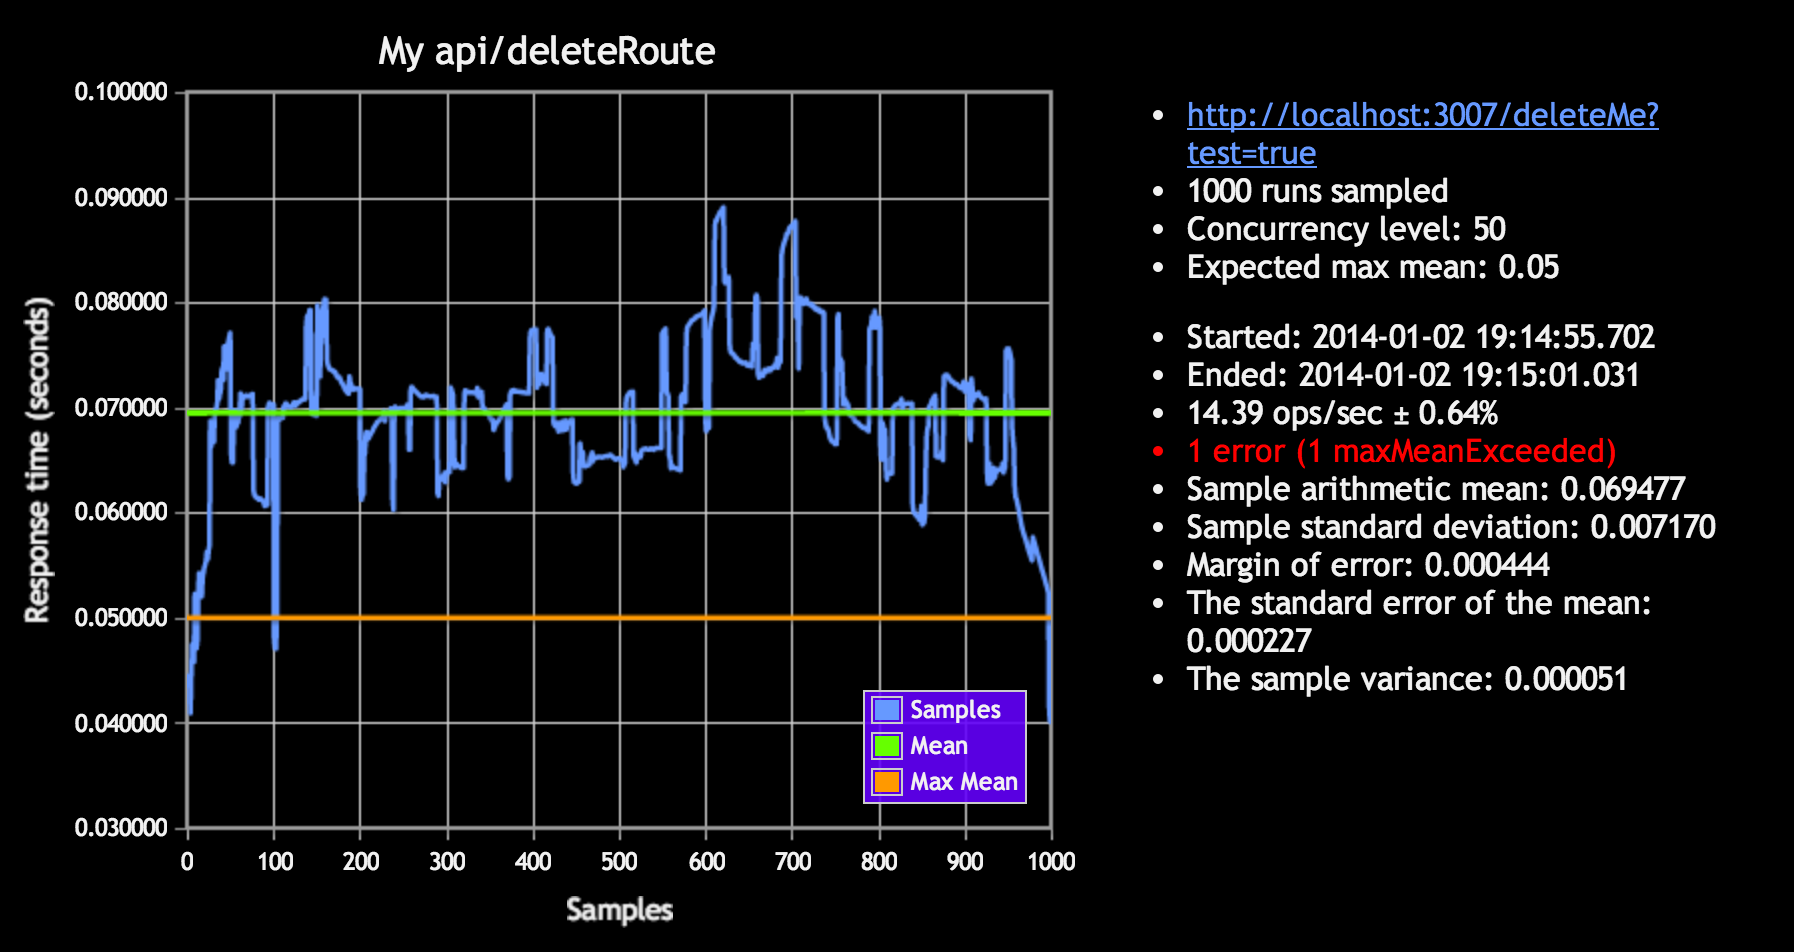 My api/deleteRoute
0.100000
0.090000
0.080000
0.070000
0.060000
0.050000
0.040000
0.030000
Response time (seconds)
0 100 200 300 400 500 600 700 800 900 1000
Samples
Samples
Mean
Max Mean
• http://localhost:3007/deleteMe?
test=true
• 1000 runs sampled
• Concurrency level: 50
• Expected max mean: 0.05
• Started: 2014-01-02 19:14:55.702
• Ended: 2014-01-02 19:15:01.031
• 14.39 ops/sec ± 0.64%
• 1 error (1 maxMeanExceeded)
• Sample arithmetic mean: 0.069477
• Sample standard deviation: 0.007170
• Margin of error: 0.000444
• The standard error of the mean:
0.000227
• The sample variance: 0.000051